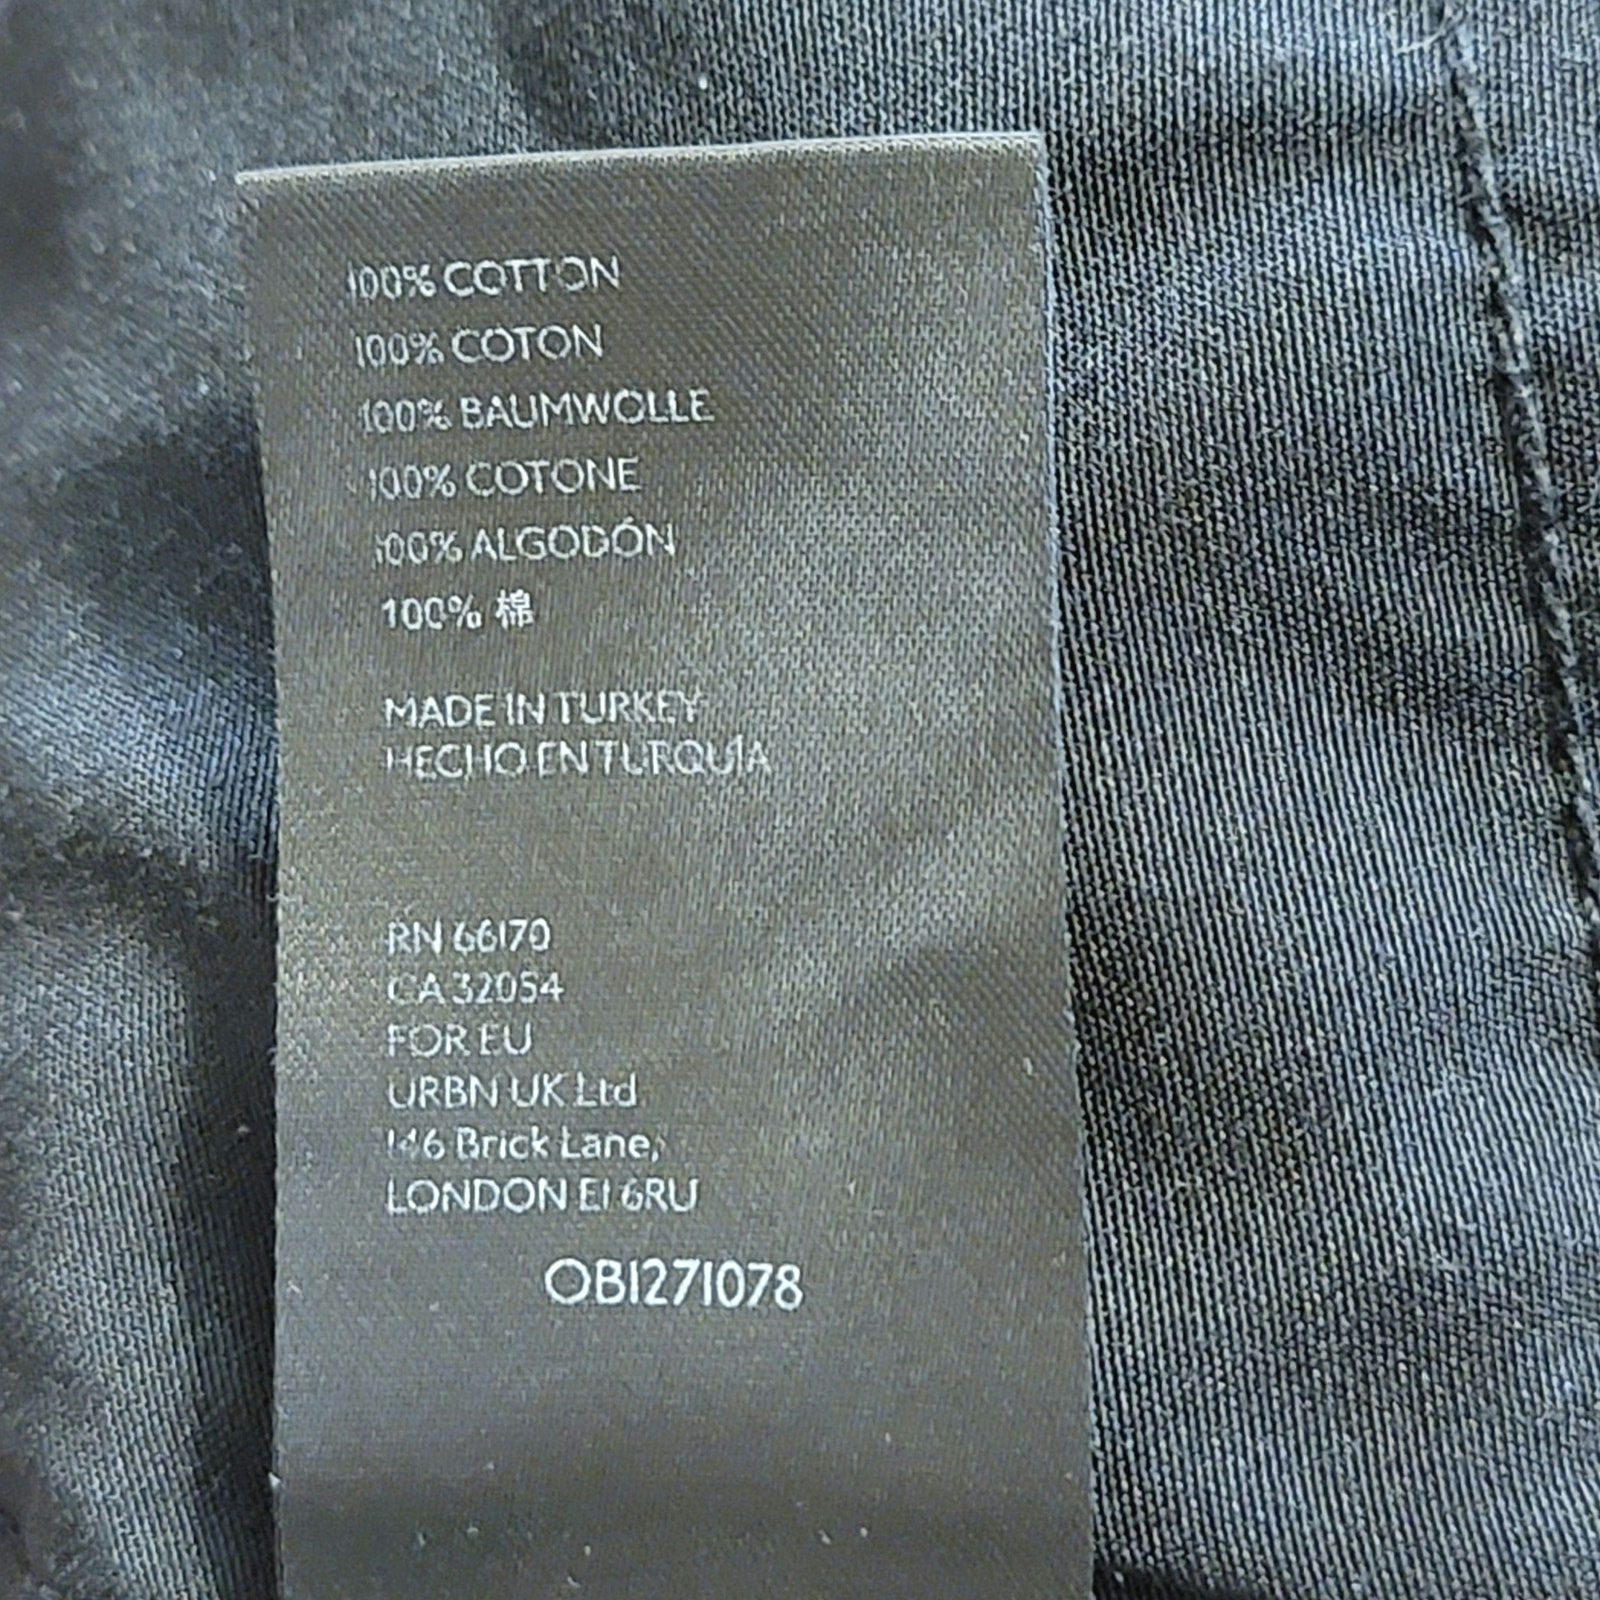 100% COTTON
100% COTON
100% BAUMWOLLE
100% COTONE
100% ALGODÓN
100% 棉
MADE IN TURKEY
HECHO EN TURQUÍA
RN 66170
CA 32054
FOR EU
URBN UK Ltd
146 Brick Lane,
LONDON E1 6RU
OB1271078